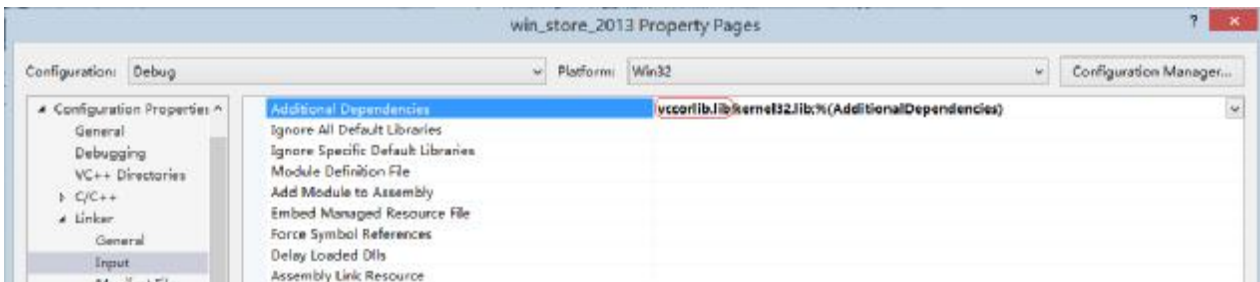 win_store_2013 Property Pages
?
Configuration: Debug Platform: Win32 Configuration Manager...
Configuration Properties
General
Debugging
VC++ Directories
C/C++
Linker
General
Input
Additional Dependencies vccorlib.lib;kernel32.lib;%(AdditionalDependencies)
Ignore All Default Libraries
Ignore Specific Default Libraries
Module Definition File
Add Module to Assembly
Embed Managed Resource File
Force Symbol References
Delay Loaded Dlls
Assembly Link Resource